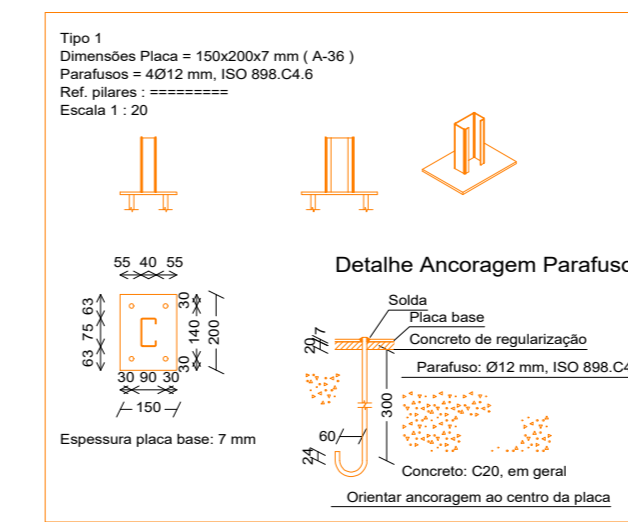 Tipo 1
Dimensões Placa = 150x200x7 mm ( A-36 )
Parafusos = 4Ø12 mm, ISO 898.C4.6
Ref. pilares : =========
Escala 1 : 20
55 40 55
63
75
63
30
140
30
200
30 90 30
150
Espessura placa base: 7 mm
Detalhe Ancoragem Parafuso
Solda
Placa base
Concreto de regularização
Parafuso: Ø12 mm, ISO 898.C4
20
7
300
60
24
Concreto: C20, em geral
Orientar ancoragem ao centro da placa